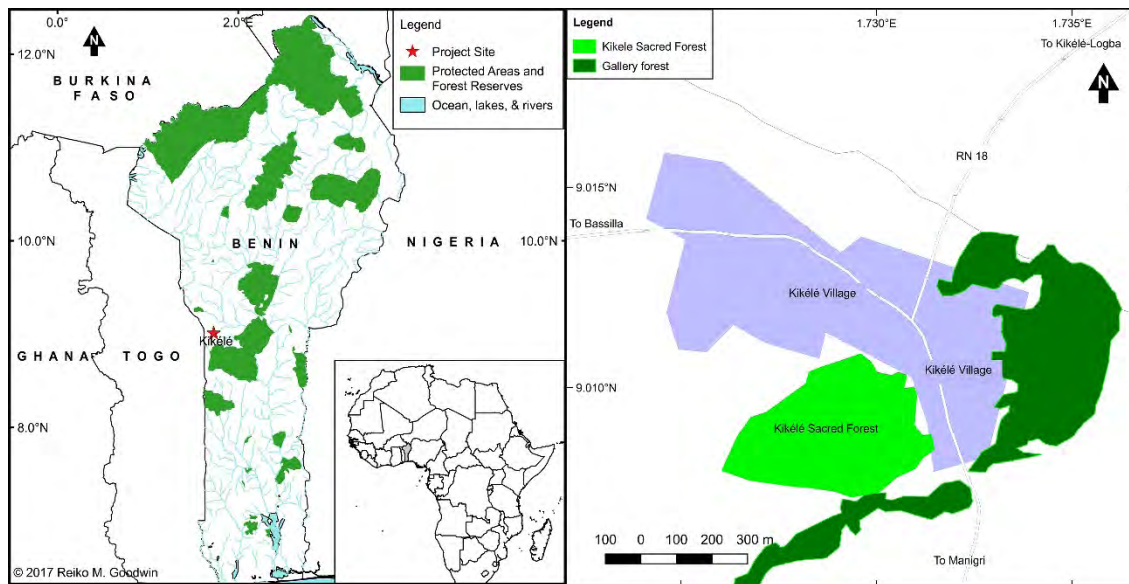 0.0°
2.0°E
N
12.0°N
BURKINA
FASO
Legend
Project Site
Protected Areas and
Forest Reserves
Ocean, lakes, & rivers
10.0°N
BENIN
NIGERIA
10.0°N
Kikélé
GHANA
TOGO
8.0°N
© 2017 Reiko M. Goodwin
1.730°E
1.735°E
Legend
Kikele Sacred Forest
Gallery forest
To Kikélé-Logba
N
RN 18
9.015°N
To Bassilla
Kikélé Village
Kikélé Village
9.010°N
Kikélé Sacred Forest
100 0 100 200 300 m
To Manigri